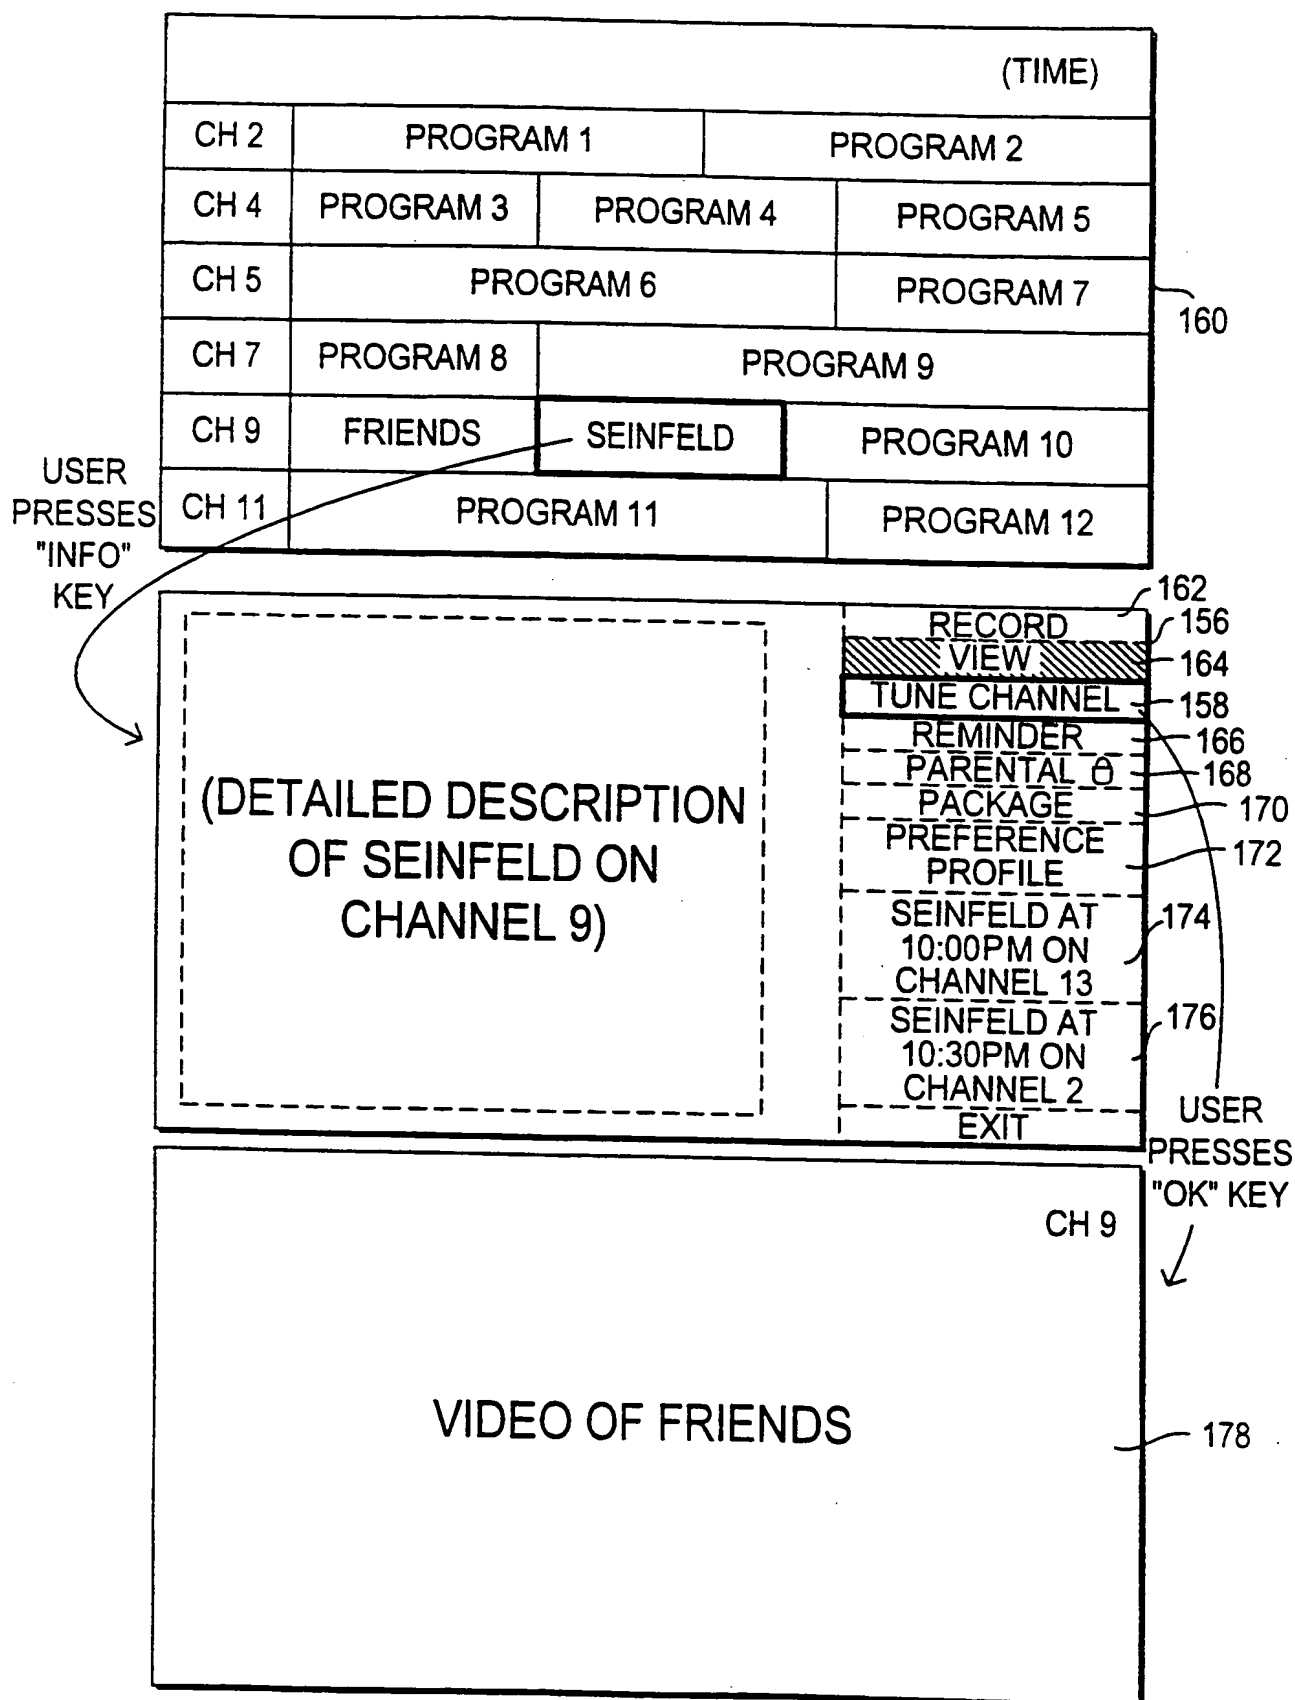 (TIME)
CH 2 PROGRAM 1 PROGRAM 2
CH 4 PROGRAM 3 PROGRAM 4 PROGRAM 5
CH 5 PROGRAM 6 PROGRAM 7
160
CH 7 PROGRAM 8 PROGRAM 9
CH 9 FRIENDS SEINFELD PROGRAM 10
CH 11 PROGRAM 11 PROGRAM 12
USER
PRESSES
"INFO"
KEY
(DETAILED DESCRIPTION
OF SEINFELD ON
CHANNEL 9)
162
RECORD
156
VIEW
164
TUNE CHANNEL
158
REMINDER
166
PARENTAL
168
PACKAGE
170
PREFERENCE
PROFILE
172
SEINFELD AT
10:00PM ON
CHANNEL 13
174
SEINFELD AT
10:30PM ON
CHANNEL 2
176
EXIT
USER
PRESSES
"OK" KEY
CH 9
VIDEO OF FRIENDS
178